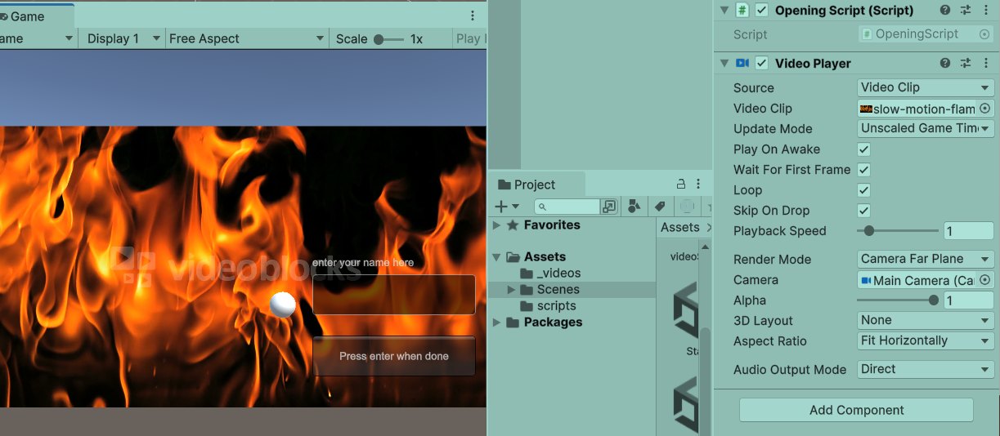 Game
ame
Display 1
Free Aspect
Scale
1x
Play
videoblocks
enter your name here
Press enter when done
Project
Favorites
Assets
_videos
Scenes
scripts
Packages
Assets
video
Sta
Opening Script (Script)
Script
OpeningScript
Video Player
Source
Video Clip
Video Clip
slow-motion-flam
Update Mode
Unscaled Game Tim
Play On Awake
Wait For First Frame
Loop
Skip On Drop
Playback Speed
1
Render Mode
Camera Far Plane
Camera
Main Camera (Ca
Alpha
1
3D Layout
None
Aspect Ratio
Fit Horizontally
Audio Output Mode
Direct
Add Component